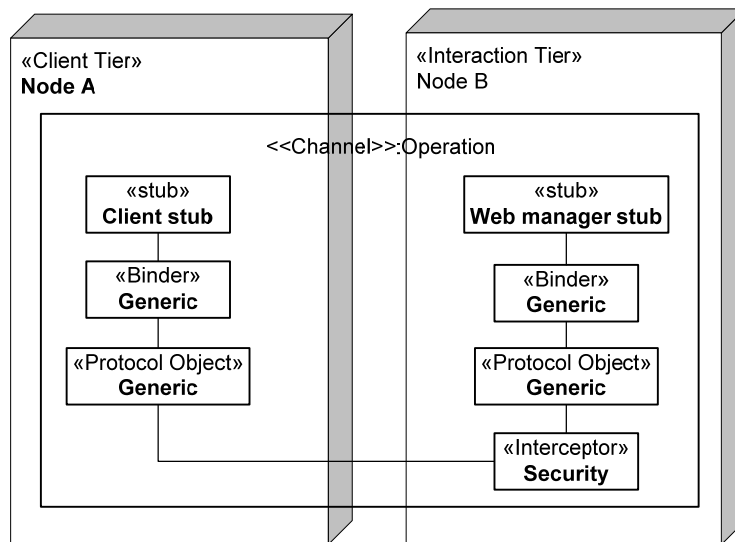 «Client Tier»
Node A
«Interaction Tier»
Node B
<<Channel>>:Operation
«stub»
Client stub
«Binder»
Generic
«Protocol Object»
Generic
«stub»
Web manager stub
«Binder»
Generic
«Protocol Object»
Generic
«Interceptor»
Security